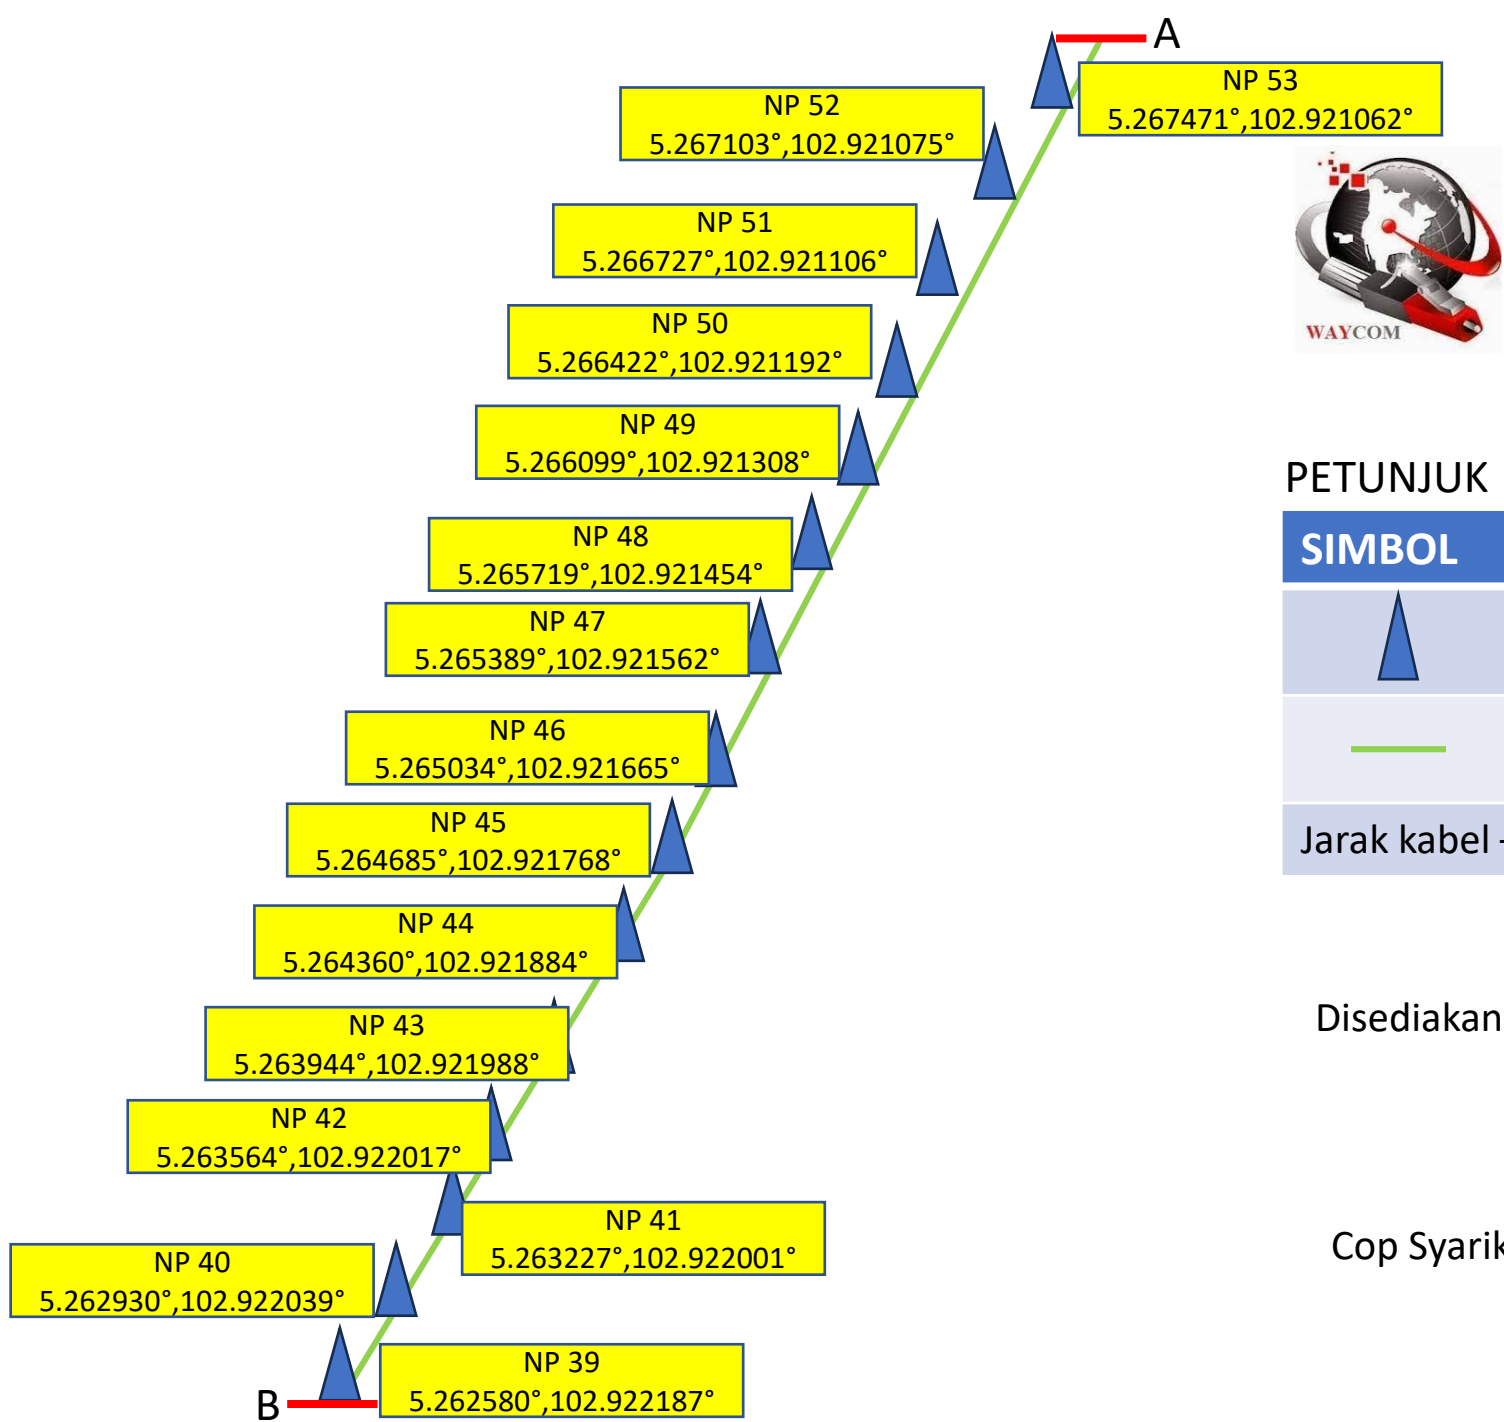 A
NP 53
5.267471°,102.921062°
NP 52
5.267103°,102.921075°
NP 51
5.266727°,102.921106°
NP 50
5.266422°,102.921192°
NP 49
5.266099°,102.921308°
NP 48
5.265719°,102.921454°
NP 47
5.265389°,102.921562°
NP 46
5.265034°,102.921665°
NP 45
5.264685°,102.921768°
NP 44
5.264360°,102.921884°
NP 43
5.263944°,102.921988°
NP 42
5.263564°,102.922017°
NP 41
5.263227°,102.922001°
NP 40
5.262930°,102.922039°
NP 39
5.262580°,102.922187°
B
WAYCOM
PETUNJUK
SIMBOL
Jarak kabel -
Disediakan
Cop